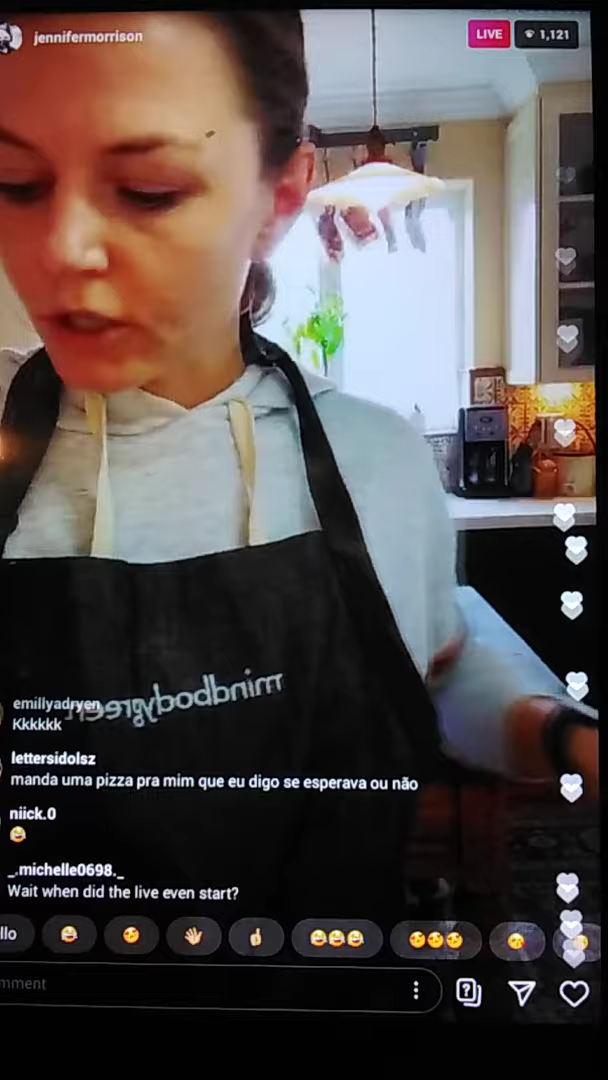 jennifermorrison
LIVE
1,121
mindbodygreen
emillyadryen
Kkkkkk
lettersidolsz
manda uma pizza pra mim que eu digo se esperava ou não
niick.0
_.michelle0698._
Wait when did the live even start?
llo
mment